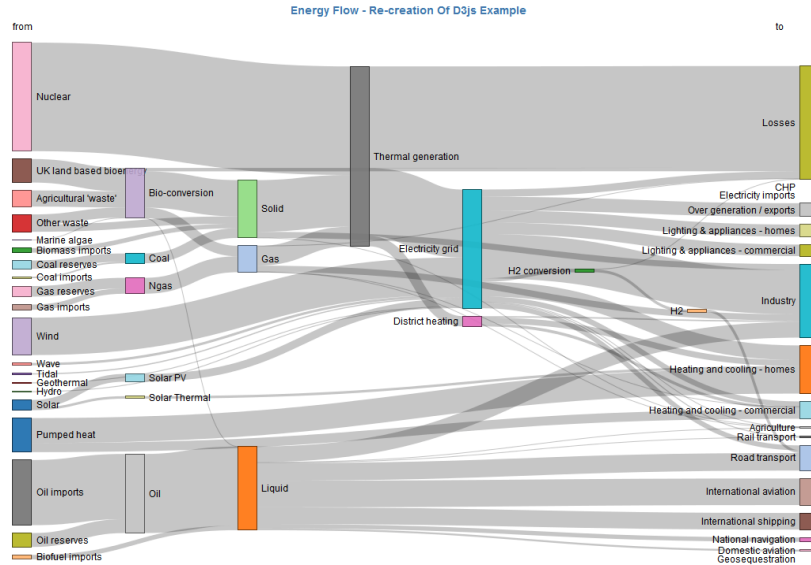 Energy Flow - Re-creation Of D3js Example
from
to
Nuclear
UK land based bioenergy
Agricultural 'waste'
Other waste
Marine algae
Biomass imports
Coal reserves
Coal imports
Gas reserves
Gas imports
Wind
Wave
Tidal
Geothermal
Hydro
Solar
Pumped heat
Oil imports
Oil reserves
Biofuel imports
Bio-conversion
Coal
Ngas
Solar PV
Solar Thermal
Oil
Solid
Gas
Liquid
Thermal generation
Electricity grid
District heating
H2 conversion
H2
Losses
CHP
Electricity imports
Over generation / exports
Lighting & appliances - homes
Lighting & appliances - commercial
Industry
Heating and cooling - homes
Heating and cooling - commercial
Agriculture
Rail transport
Road transport
International aviation
International shipping
National navigation
Domestic aviation
Geosequestration